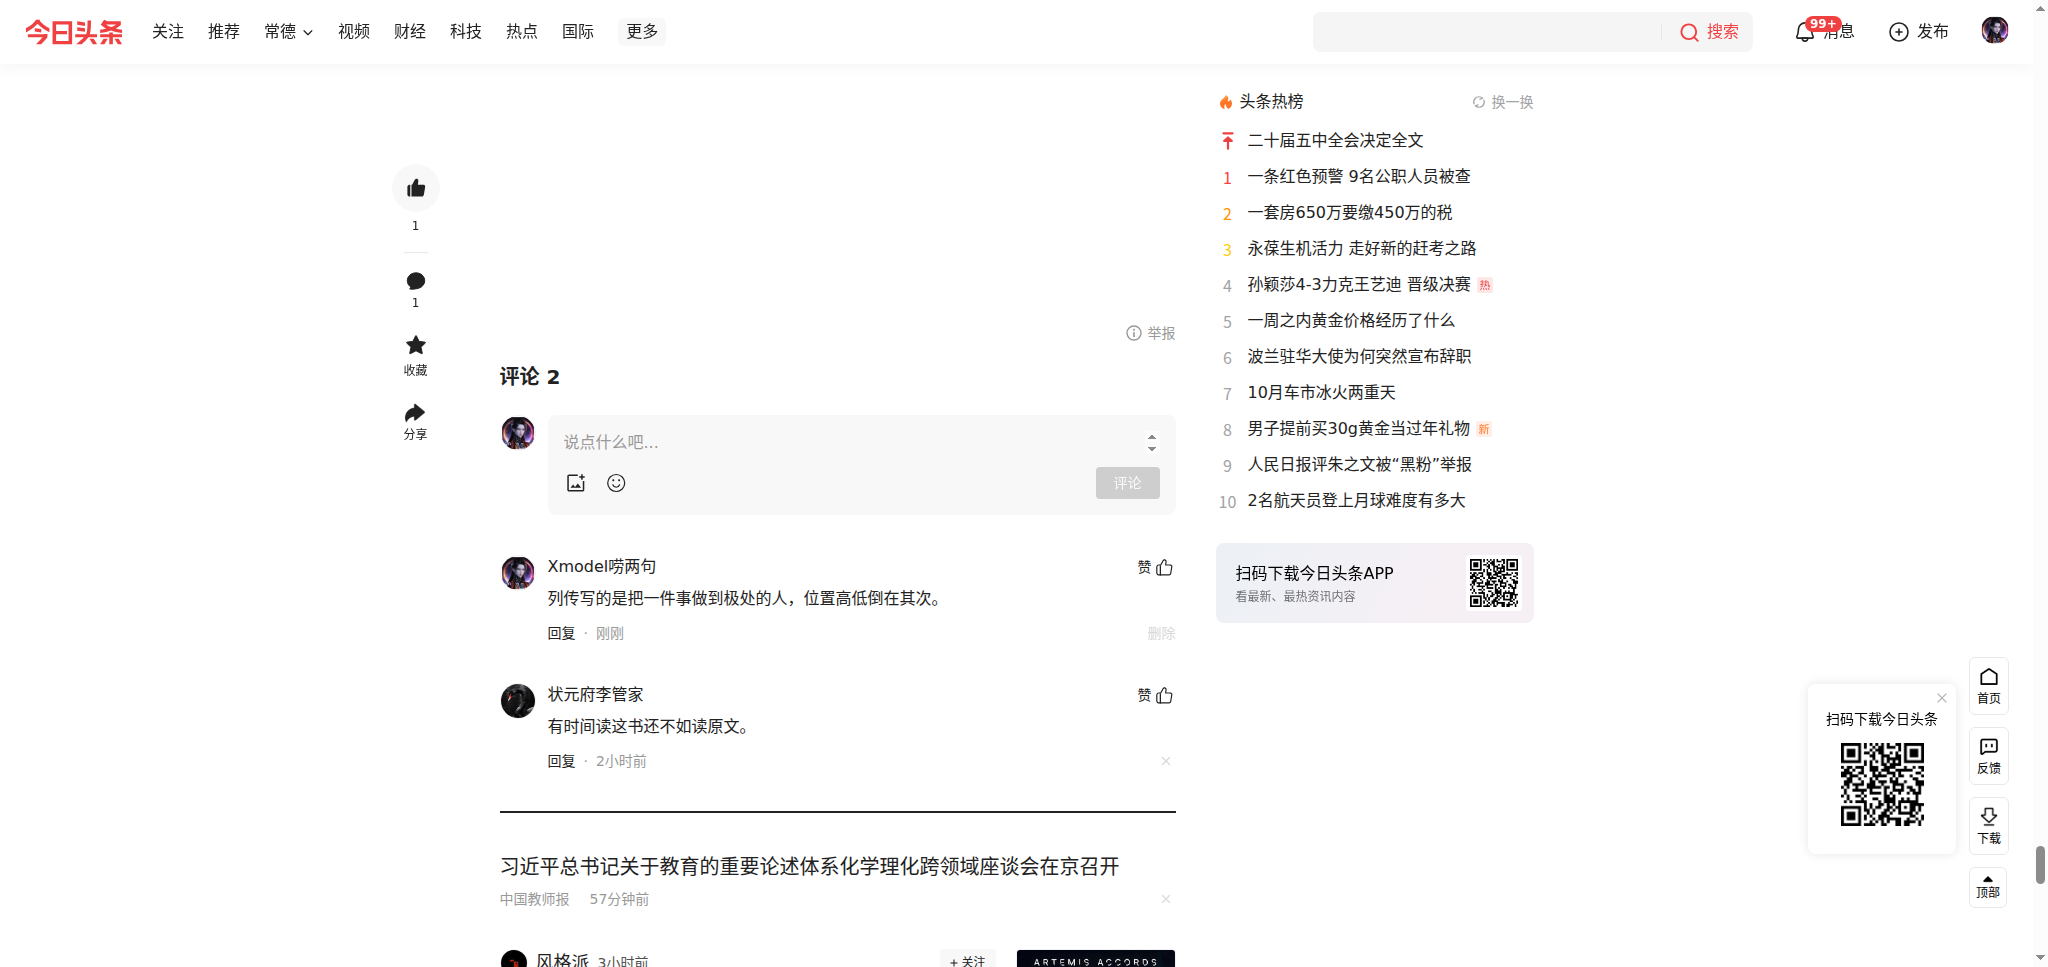 今日头条
关注 推荐 常德 视频 财经 科技 热点 国际 更多
搜索
99+
消息
发布
1
1
收藏
分享
举报
评论 2
说点什么吧...
评论
Xmodel唠两句
赞
列传写的是把一件事做到极处的人，位置高低倒在其次。
回复 · 刚刚
删除
状元府李管家
赞
有时间读这书还不如读原文。
回复 · 2小时前
习近平总书记关于教育的重要论述体系化学理化跨领域座谈会在京召开
中国教师报 57分钟前
风格派 3小时前
+ 关注
ARTEMIS ACCORDS
头条热榜
换一换
二十届五中全会决定全文
1 一条红色预警 9名公职人员被查
2 一套房650万要缴450万的税
3 永葆生机活力 走好新的赶考之路
4 孙颖莎4-3力克王艺迪 晋级决赛 热
5 一周之内黄金价格经历了什么
6 波兰驻华大使为何突然宣布辞职
7 10月车市冰火两重天
8 男子提前买30g黄金当过年礼物 新
9 人民日报评朱之文被“黑粉”举报
10 2名航天员登上月球难度有多大
扫码下载今日头条APP
看最新、最热资讯内容
扫码下载今日头条
首页
反馈
下载
顶部